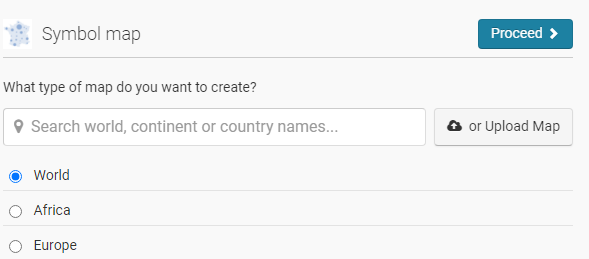 Symbol map
Proceed
What type of map do you want to create?
Search world, continent or country names...
or Upload Map
World
Africa
Europe